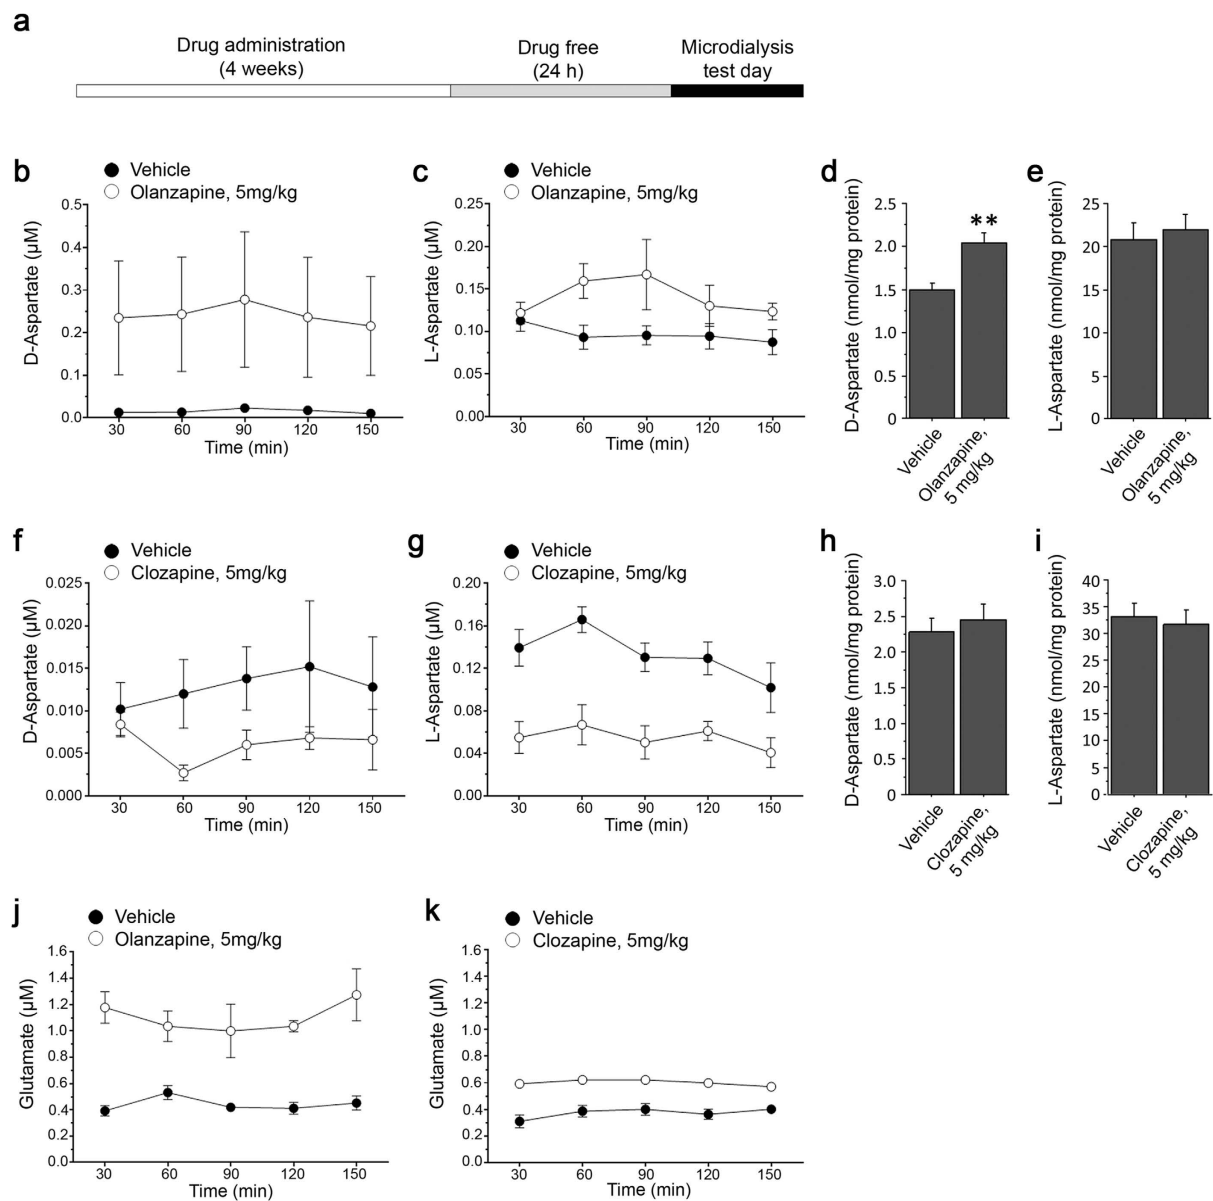 a
Drug administration
(4 weeks)
Drug free
(24 h)
Microdialysis
test day
b
Vehicle
Olanzapine, 5mg/kg
D-Aspartate (µM)
0.5
0.4
0.3
0.2
0.1
0.0
30 60 90 120 150
Time (min)
c
Vehicle
Olanzapine, 5mg/kg
L-Aspartate (µM)
0.25
0.20
0.15
0.10
0.05
0.00
30 60 90 120 150
Time (min)
d
D-Aspartate (nmol/mg protein)
2.5
2.0
1.5
1.0
0.5
0
**
Vehicle
Olanzapine,
5 mg/kg
e
L-Aspartate (nmol/mg protein)
25
20
15
10
5
0
Vehicle
Olanzapine,
5 mg/kg
f
Vehicle
Clozapine, 5mg/kg
D-Aspartate (µM)
0.025
0.020
0.015
0.010
0.005
0.000
30 60 90 120 150
Time (min)
g
Vehicle
Clozapine, 5mg/kg
L-Aspartate (µM)
0.20
0.16
0.12
0.08
0.04
0.00
30 60 90 120 150
Time (min)
h
D-Aspartate (nmol/mg protein)
3.0
2.5
2.0
1.5
1.0
0.5
0
Vehicle
Clozapine,
5 mg/kg
i
L-Aspartate (nmol/mg protein)
40
35
30
25
20
15
10
5
0
Vehicle
Clozapine,
5 mg/kg
j
Vehicle
Olanzapine, 5mg/kg
Glutamate (µM)
1.6
1.4
1.2
1.0
0.8
0.6
0.4
0.2
0.0
30 60 90 120 150
Time (min)
k
Vehicle
Clozapine, 5mg/kg
Glutamate (µM)
1.6
1.4
1.2
1.0
0.8
0.6
0.4
0.2
0.0
30 60 90 120 150
Time (min)